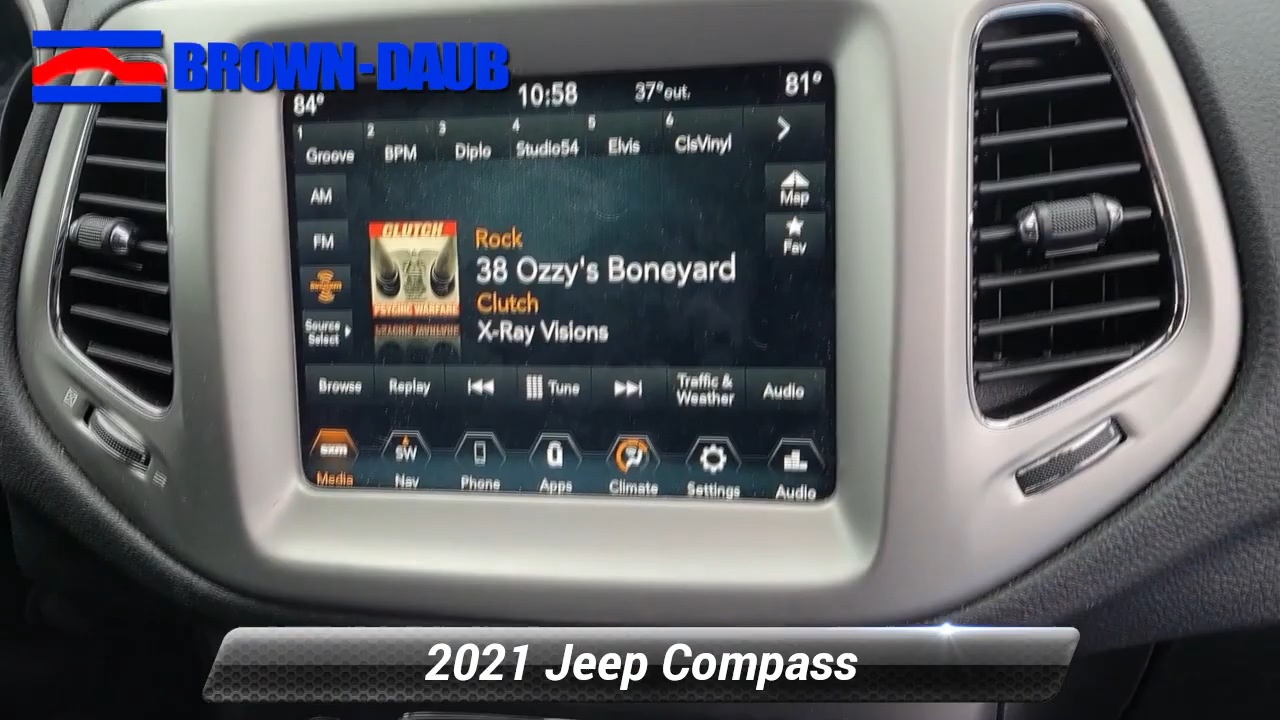 BROWN-DAUB
84° 10:58 37°out. 81°
1 2 3 4 5 6
Groove BPM Diplo Studio54 Elvis ClsVinyl
AM
Map
FM
Fav
CLUTCH
PSYCHIC WARFARE
Rock
38 Ozzy's Boneyard
Clutch
X-Ray Visions
Source
Select
Browse Replay Tune Traffic &
Weather Audio
sxm SW
Media Nav Phone Apps Climate Settings Audio
2021 Jeep Compass